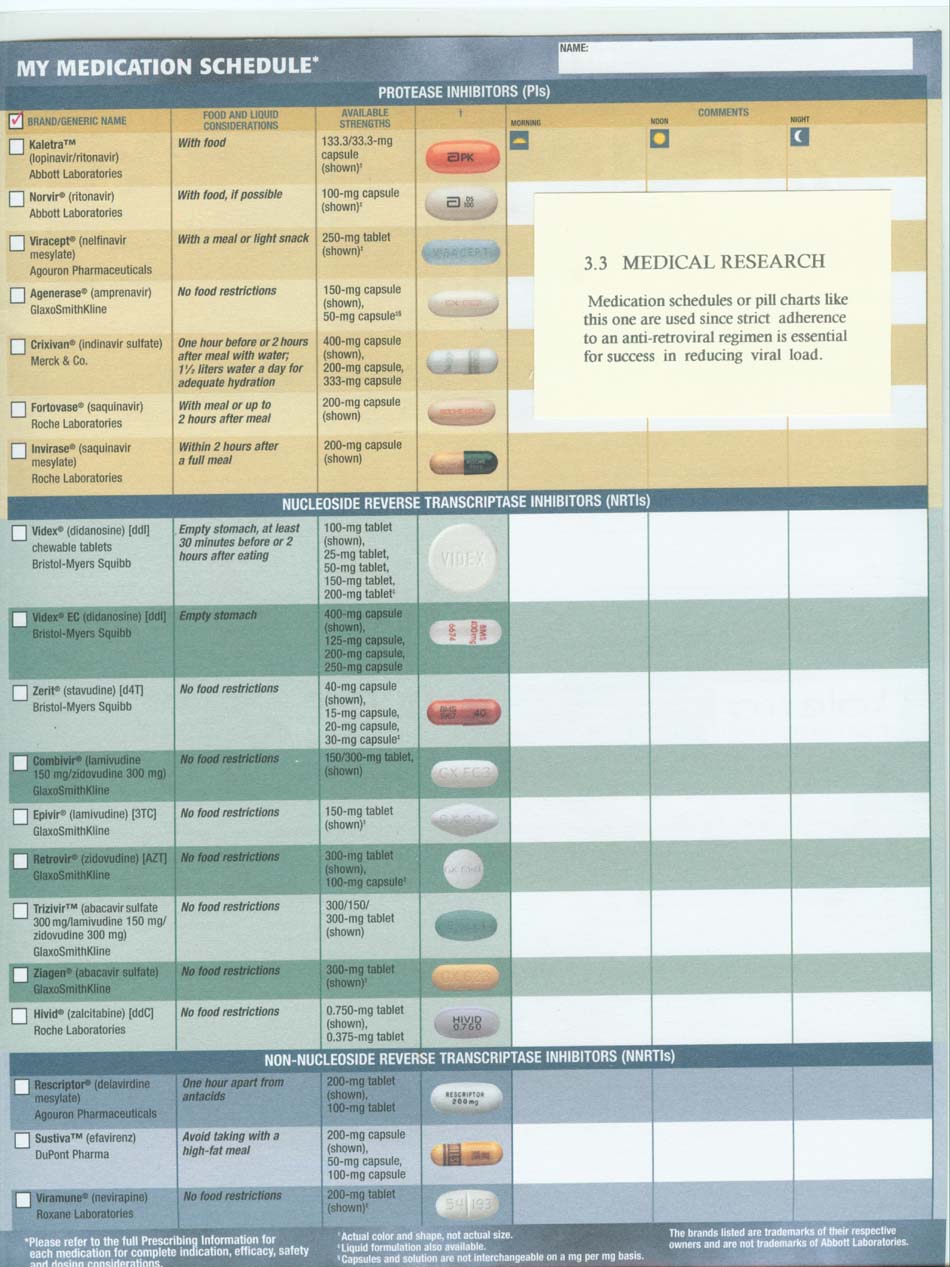 MY MEDICATION SCHEDULE*
NAME:
PROTEASE INHIBITORS (PIs)
BRAND/GENERIC NAME
FOOD AND LIQUID
CONSIDERATIONS
AVAILABLE
STRENGTHS
†
COMMENTS
MORNING
NOON
NIGHT
Kaletra™
(lopinavir/ritonavir)
Abbott Laboratories
With food
133.3/33.3-mg
capsule
(shown)‡
PK
Norvir® (ritonavir)
Abbott Laboratories
With food, if possible
100-mg capsule
(shown)‡
DS
100
Viracept® (nelfinavir
mesylate)
Agouron Pharmaceuticals
With a meal or light snack
250-mg tablet
(shown)‡
VIRACEPT
Agenerase® (amprenavir)
GlaxoSmithKline
No food restrictions
150-mg capsule
(shown),
50-mg capsule‡§
Crixivan® (indinavir sulfate)
Merck & Co.
One hour before or 2 hours
after meal with water;
1½ liters water a day for
adequate hydration
400-mg capsule
(shown),
200-mg capsule,
333-mg capsule
Fortovase® (saquinavir)
Roche Laboratories
With meal or up to
2 hours after meal
200-mg capsule
(shown)
Invirase® (saquinavir
mesylate)
Roche Laboratories
Within 2 hours after
a full meal
200-mg capsule
(shown)
3.3 MEDICAL RESEARCH
Medication schedules or pill charts like
this one are used since strict adherence
to an anti-retroviral regimen is essential
for success in reducing viral load.
NUCLEOSIDE REVERSE TRANSCRIPTASE INHIBITORS (NRTIs)
Videx® (didanosine) [ddI]
chewable tablets
Bristol-Myers Squibb
Empty stomach, at least
30 minutes before or 2
hours after eating
100-mg tablet
(shown),
25-mg tablet,
50-mg tablet,
150-mg tablet,
200-mg tablet‡
VIDEX
Videx® EC (didanosine) [ddI]
Bristol-Myers Squibb
Empty stomach
400-mg capsule
(shown),
125-mg capsule,
200-mg capsule,
250-mg capsule
BMS
400mg
6674
Zerit® (stavudine) [d4T]
Bristol-Myers Squibb
No food restrictions
40-mg capsule
(shown),
15-mg capsule,
20-mg capsule,
30-mg capsule‡
BMS
1967
40
Combivir® (lamivudine
150 mg/zidovudine 300 mg)
GlaxoSmithKline
No food restrictions
150/300-mg tablet,
(shown)
GX FC3
Epivir® (lamivudine) [3TC]
GlaxoSmithKline
No food restrictions
150-mg tablet
(shown)‡
Retrovir® (zidovudine) [AZT]
GlaxoSmithKline
No food restrictions
300-mg tablet
(shown),
100-mg capsule‡
Trizivir™ (abacavir sulfate
300 mg/lamivudine 150 mg/
zidovudine 300 mg)
GlaxoSmithKline
No food restrictions
300/150/
300-mg tablet
(shown)
Ziagen® (abacavir sulfate)
GlaxoSmithKline
No food restrictions
300-mg tablet
(shown)‡
GX 623
Hivid® (zalcitabine) [ddC]
Roche Laboratories
No food restrictions
0.750-mg tablet
(shown),
0.375-mg tablet
HIVID
0.750
NON-NUCLEOSIDE REVERSE TRANSCRIPTASE INHIBITORS (NNRTIs)
Rescriptor® (delavirdine
mesylate)
Agouron Pharmaceuticals
One hour apart from
antacids
200-mg tablet
(shown),
100-mg tablet
RESCRIPTOR
200mg
Sustiva™ (efavirenz)
DuPont Pharma
Avoid taking with a
high-fat meal
200-mg capsule
(shown),
50-mg capsule,
100-mg capsule
Viramune® (nevirapine)
Roxane Laboratories
No food restrictions
200-mg tablet
(shown)‡
54 193
*Please refer to the full Prescribing Information for
each medication for complete indication, efficacy, safety
and dosing considerations.
†Actual color and shape, not actual size.
‡Liquid formulation also available.
§Capsules and solution are not interchangeable on a mg per mg basis.
The brands listed are trademarks of their respective
owners and are not trademarks of Abbott Laboratories.